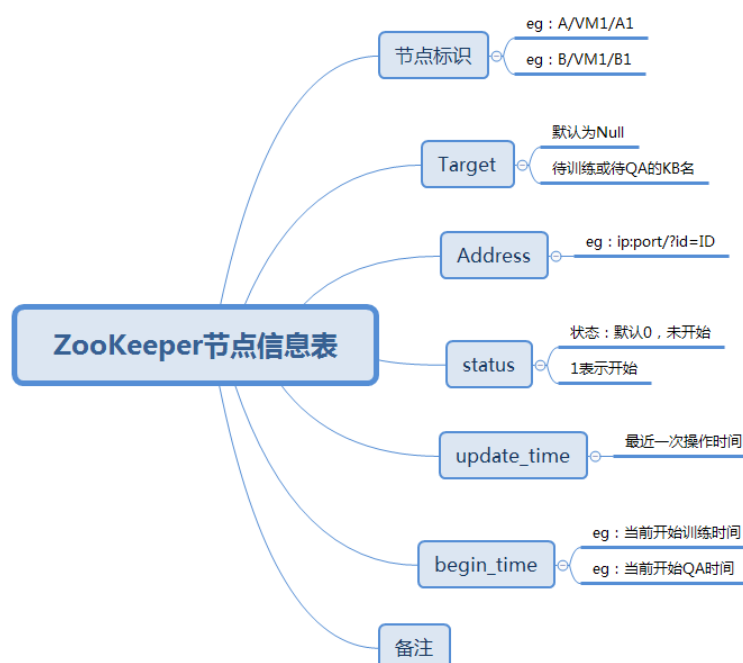 ZooKeeper节点信息表
节点标识
eg：A/VM1/A1
eg：B/VM1/B1
Target
默认为Null
待训练或待QA的KB名
Address
eg：ip:port/?id=ID
status
状态：默认0，未开始
1表示开始
update_time
最近一次操作时间
begin_time
eg：当前开始训练时间
eg：当前开始QA时间
备注